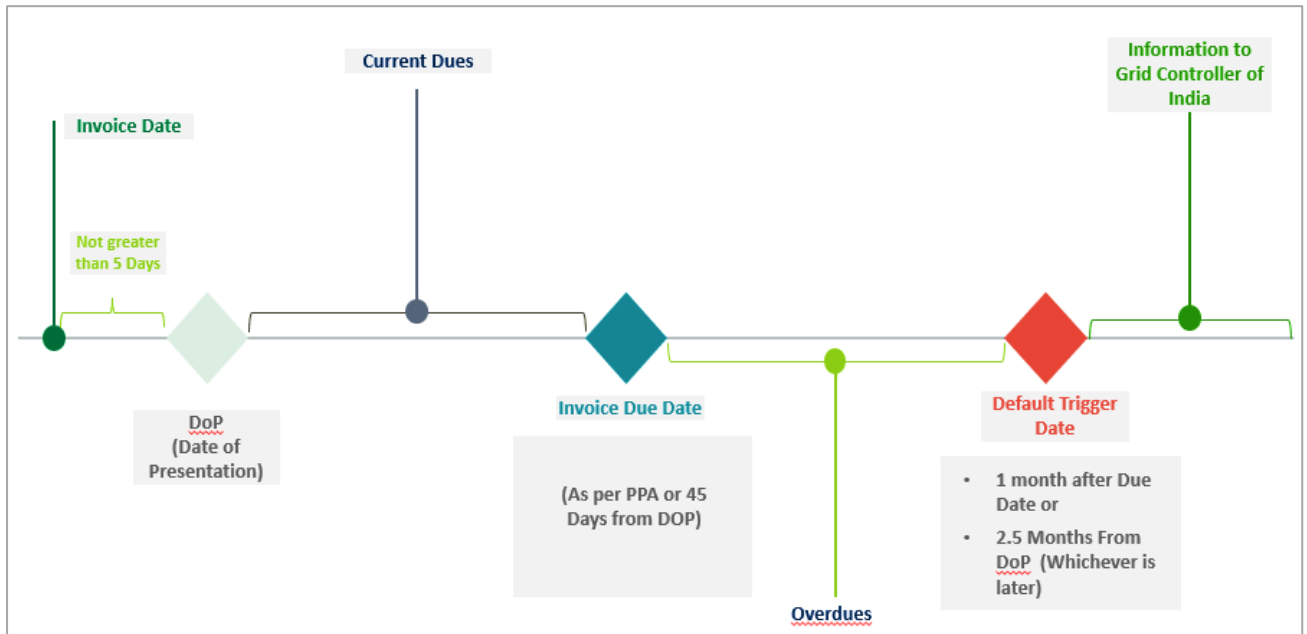 Current Dues
Information to
Grid Controller of
India
Invoice Date
Not greater
than 5 Days
DoP
(Date of
Presentation)
Invoice Due Date
(As per PPA or 45
Days from DOP)
Default Trigger
Date
• 1 month after Due
Date or
• 2.5 Months From
DoP (Whichever is
later)
Overdues